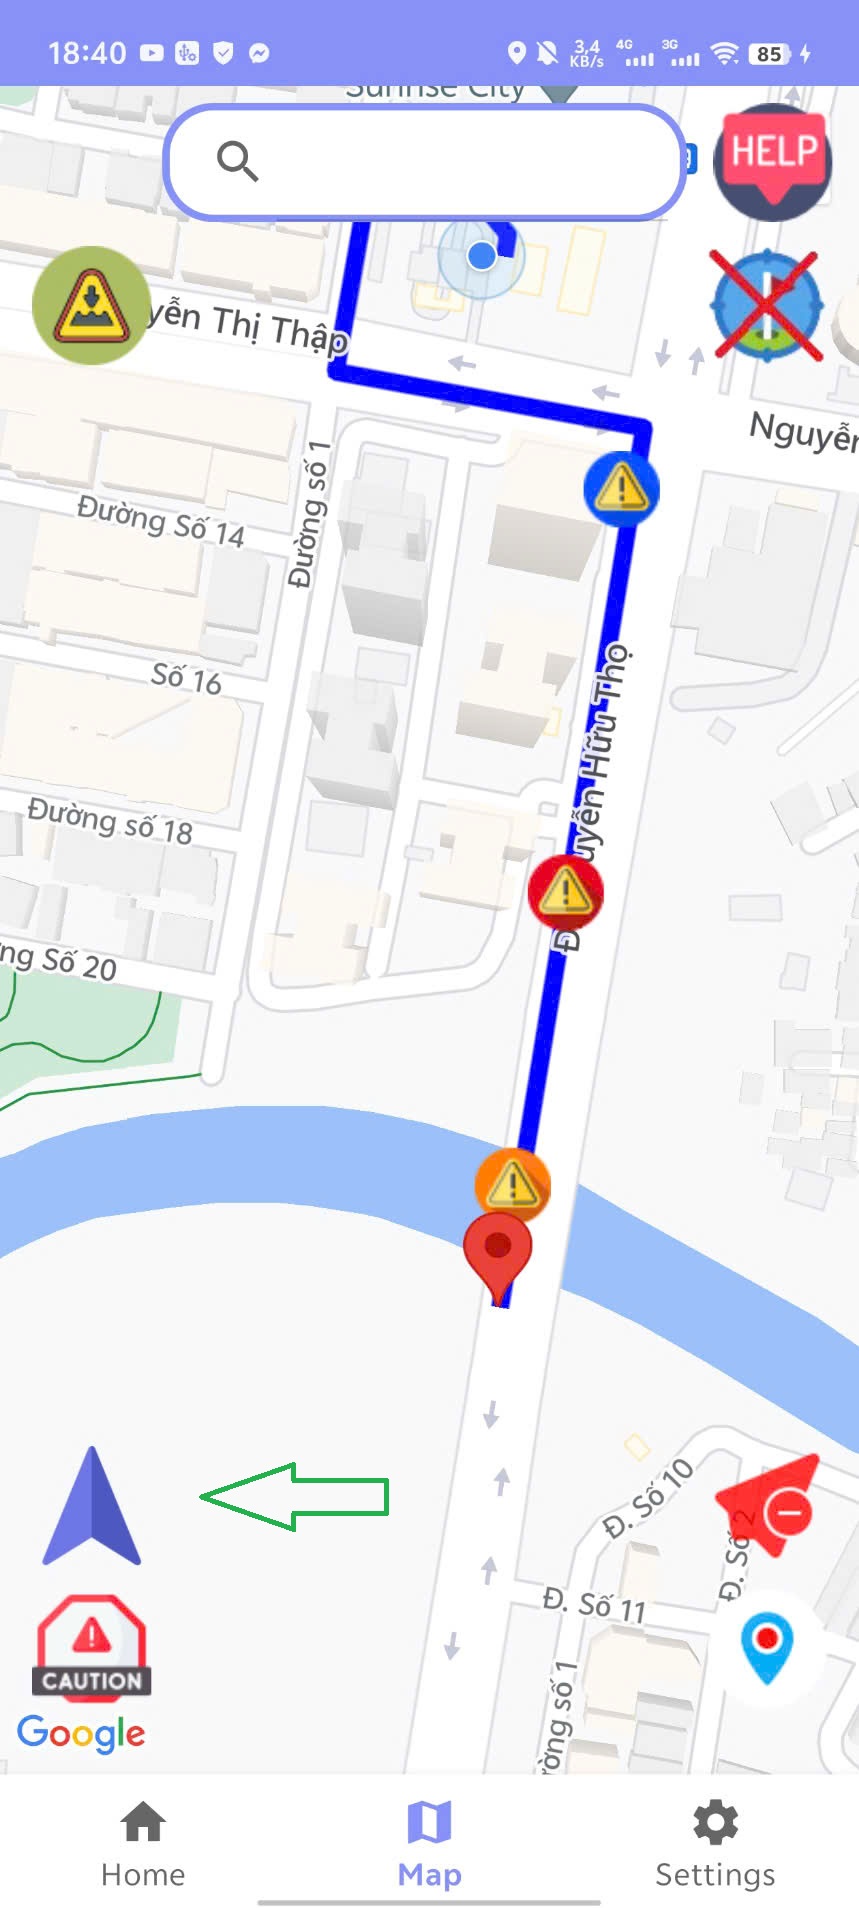 18:40
3,4
KB/s
4G
3G
85
Sunrise City
HELP
yễn Thị Thập
Nguyễn
Đường số 1
Đường Số 14
Số 16
Đ
uyễn Hữu Thọ
Đường số 18
ng Số 20
Đ. Số 10
Đ. Số 2
Đ. Số 11
ường số 1
CAUTION
Google
Home
Map
Settings